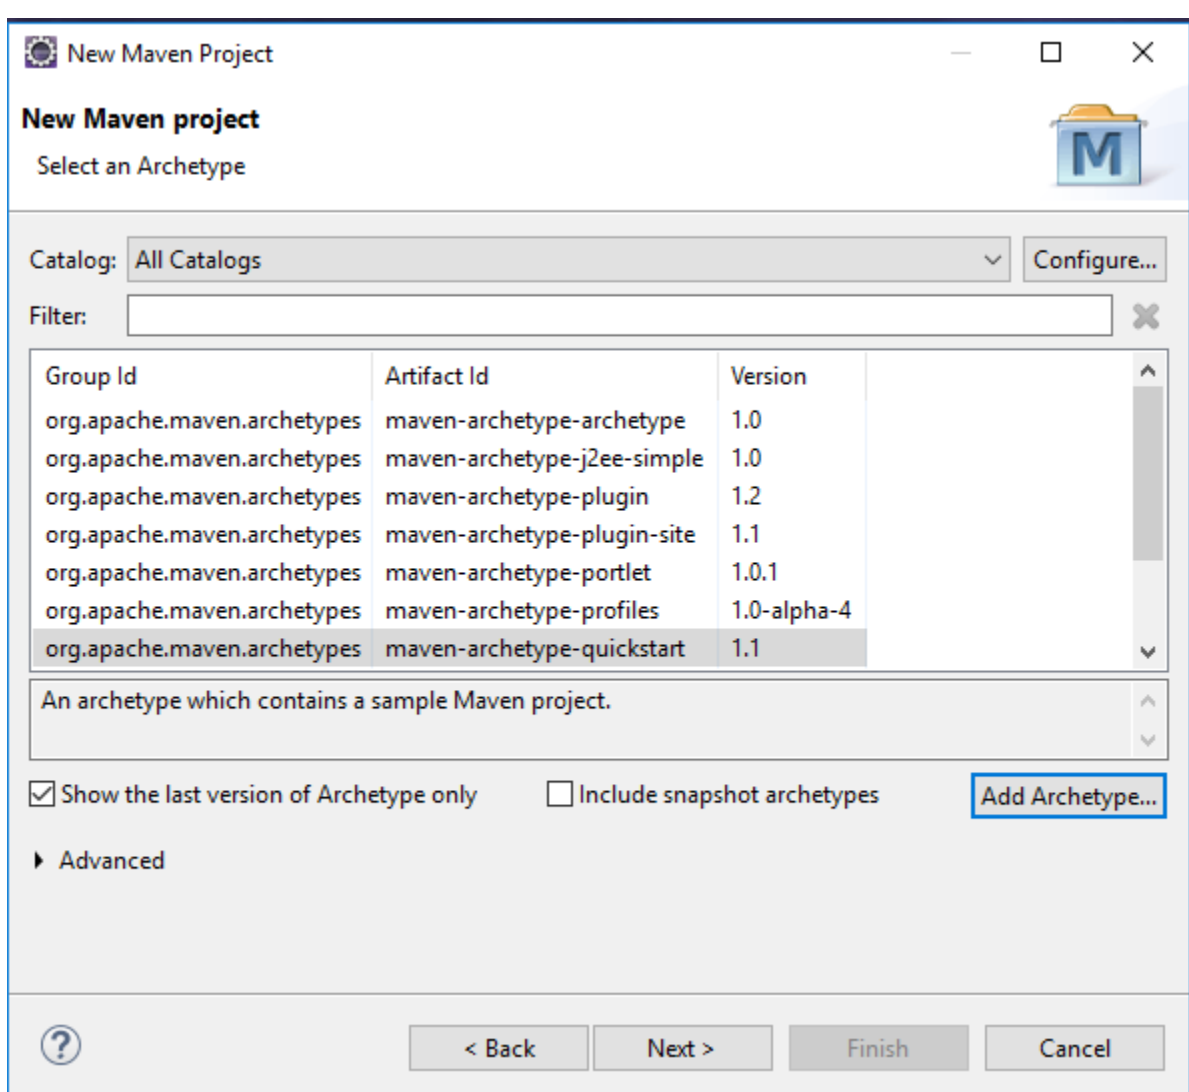 New Maven Project
New Maven project
Select an Archetype
M
Catalog: All Catalogs Configure...
Filter:
Group Id Artifact Id Version
org.apache.maven.archetypes maven-archetype-archetype 1.0
org.apache.maven.archetypes maven-archetype-j2ee-simple 1.0
org.apache.maven.archetypes maven-archetype-plugin 1.2
org.apache.maven.archetypes maven-archetype-plugin-site 1.1
org.apache.maven.archetypes maven-archetype-portlet 1.0.1
org.apache.maven.archetypes maven-archetype-profiles 1.0-alpha-4
org.apache.maven.archetypes maven-archetype-quickstart 1.1
An archetype which contains a sample Maven project.
Show the last version of Archetype only Include snapshot archetypes Add Archetype...
Advanced
? < Back Next > Finish Cancel